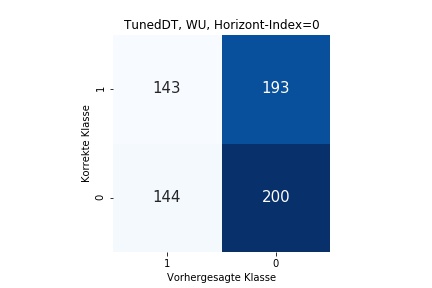 TunedDT, WU, Horizont-Index=0
Korrekte Klasse
1
143
193
0
144
200
1
0
Vorhergesagte Klasse